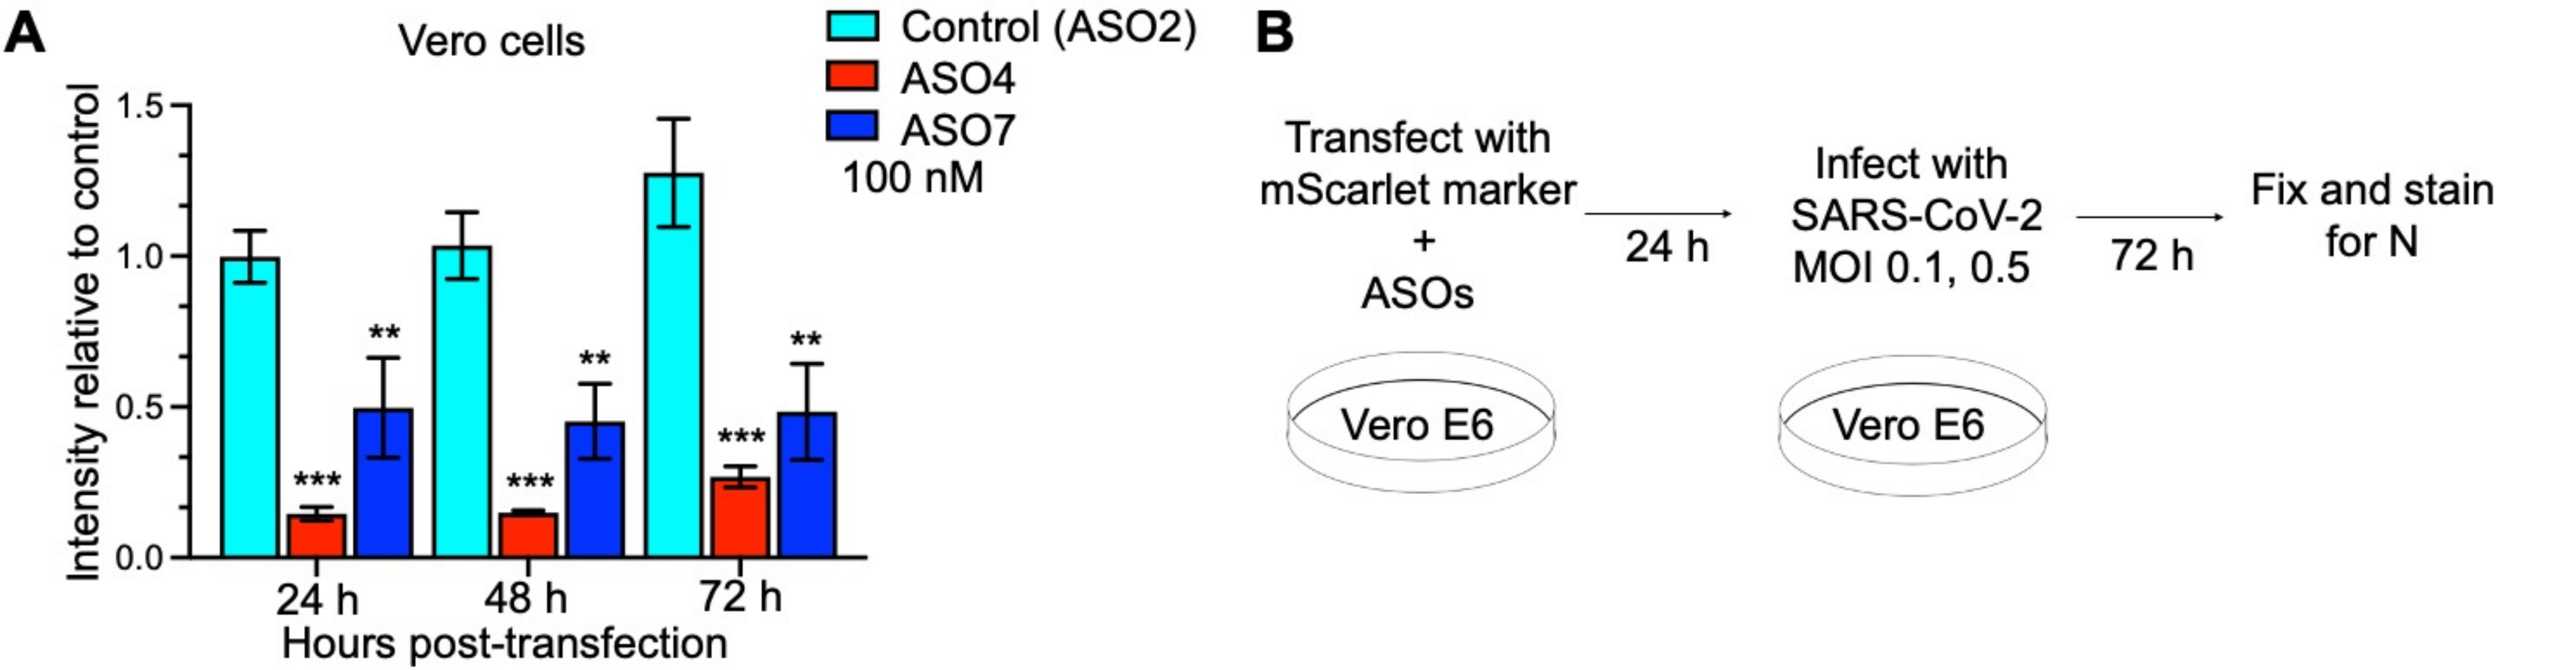 A
Vero cells
Control (ASO2)
ASO4
ASO7
100 nM
Intensity relative to control
1.5
1.0
0.5
0.0
**
**
**
***
***
***
24 h
48 h
72 h
Hours post-transfection
B
Transfect with
mScarlet marker
+
ASOs
24 h
Infect with
SARS-CoV-2
MOI 0.1, 0.5
72 h
Fix and stain
for N
Vero E6
Vero E6